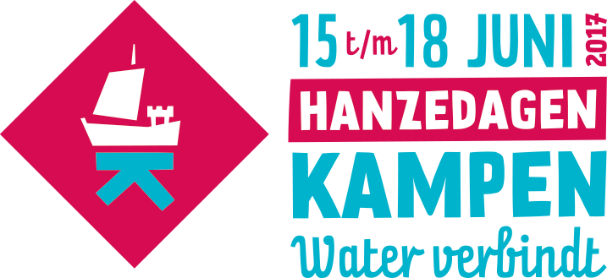 15 t/m 18 JUNI 2017
HANZEDAGEN
KAMPEN
Water verbindt